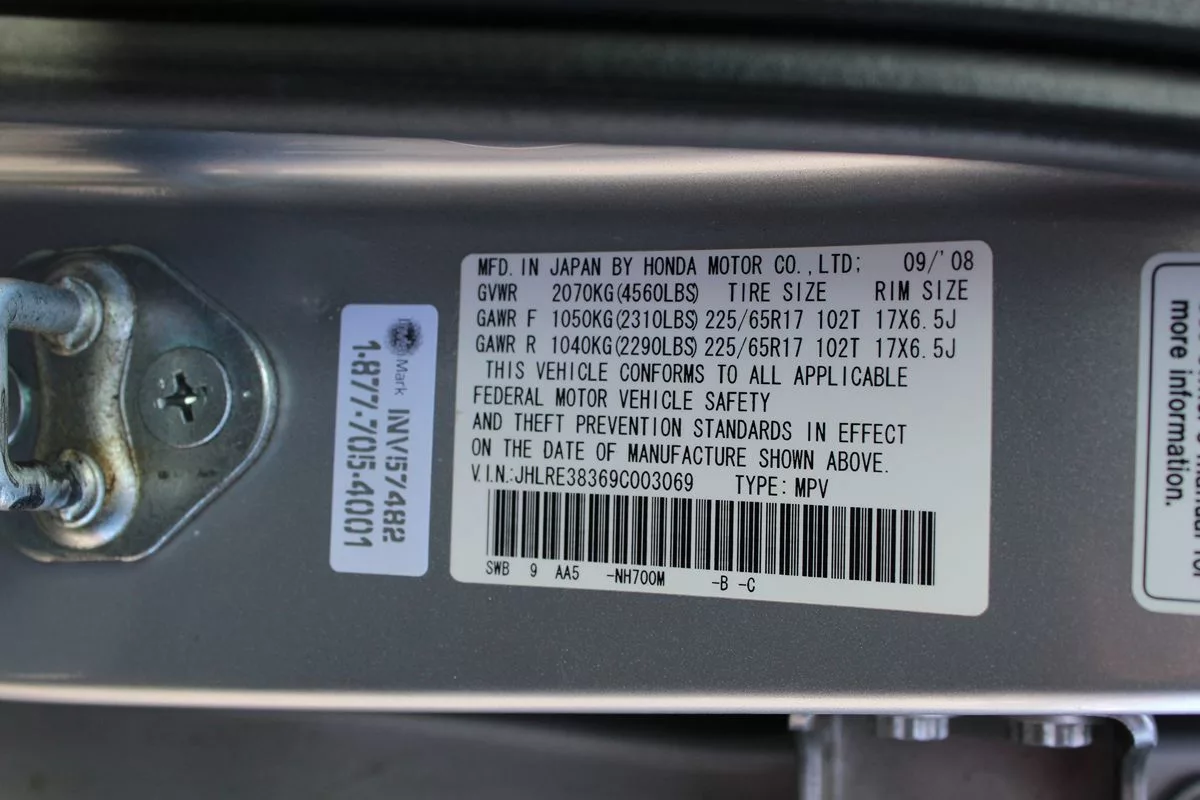 MFD. IN JAPAN BY HONDA MOTOR CO., LTD; 09/'08
GVWR 2070KG(4560LBS) TIRE SIZE RIM SIZE
GAWR F 1050KG(2310LBS) 225/65R17 102T 17X6.5J
GAWR R 1040KG(2290LBS) 225/65R17 102T 17X6.5J
THIS VEHICLE CONFORMS TO ALL APPLICABLE
FEDERAL MOTOR VEHICLE SAFETY
AND THEFT PREVENTION STANDARDS IN EFFECT
ON THE DATE OF MANUFACTURE SHOWN ABOVE.
V.I.N.:JHLRE38369C003069 TYPE: MPV
SWB 9 AA5 -NH700M -B -C
Mark INV57482
1-877-705-4001
more information.